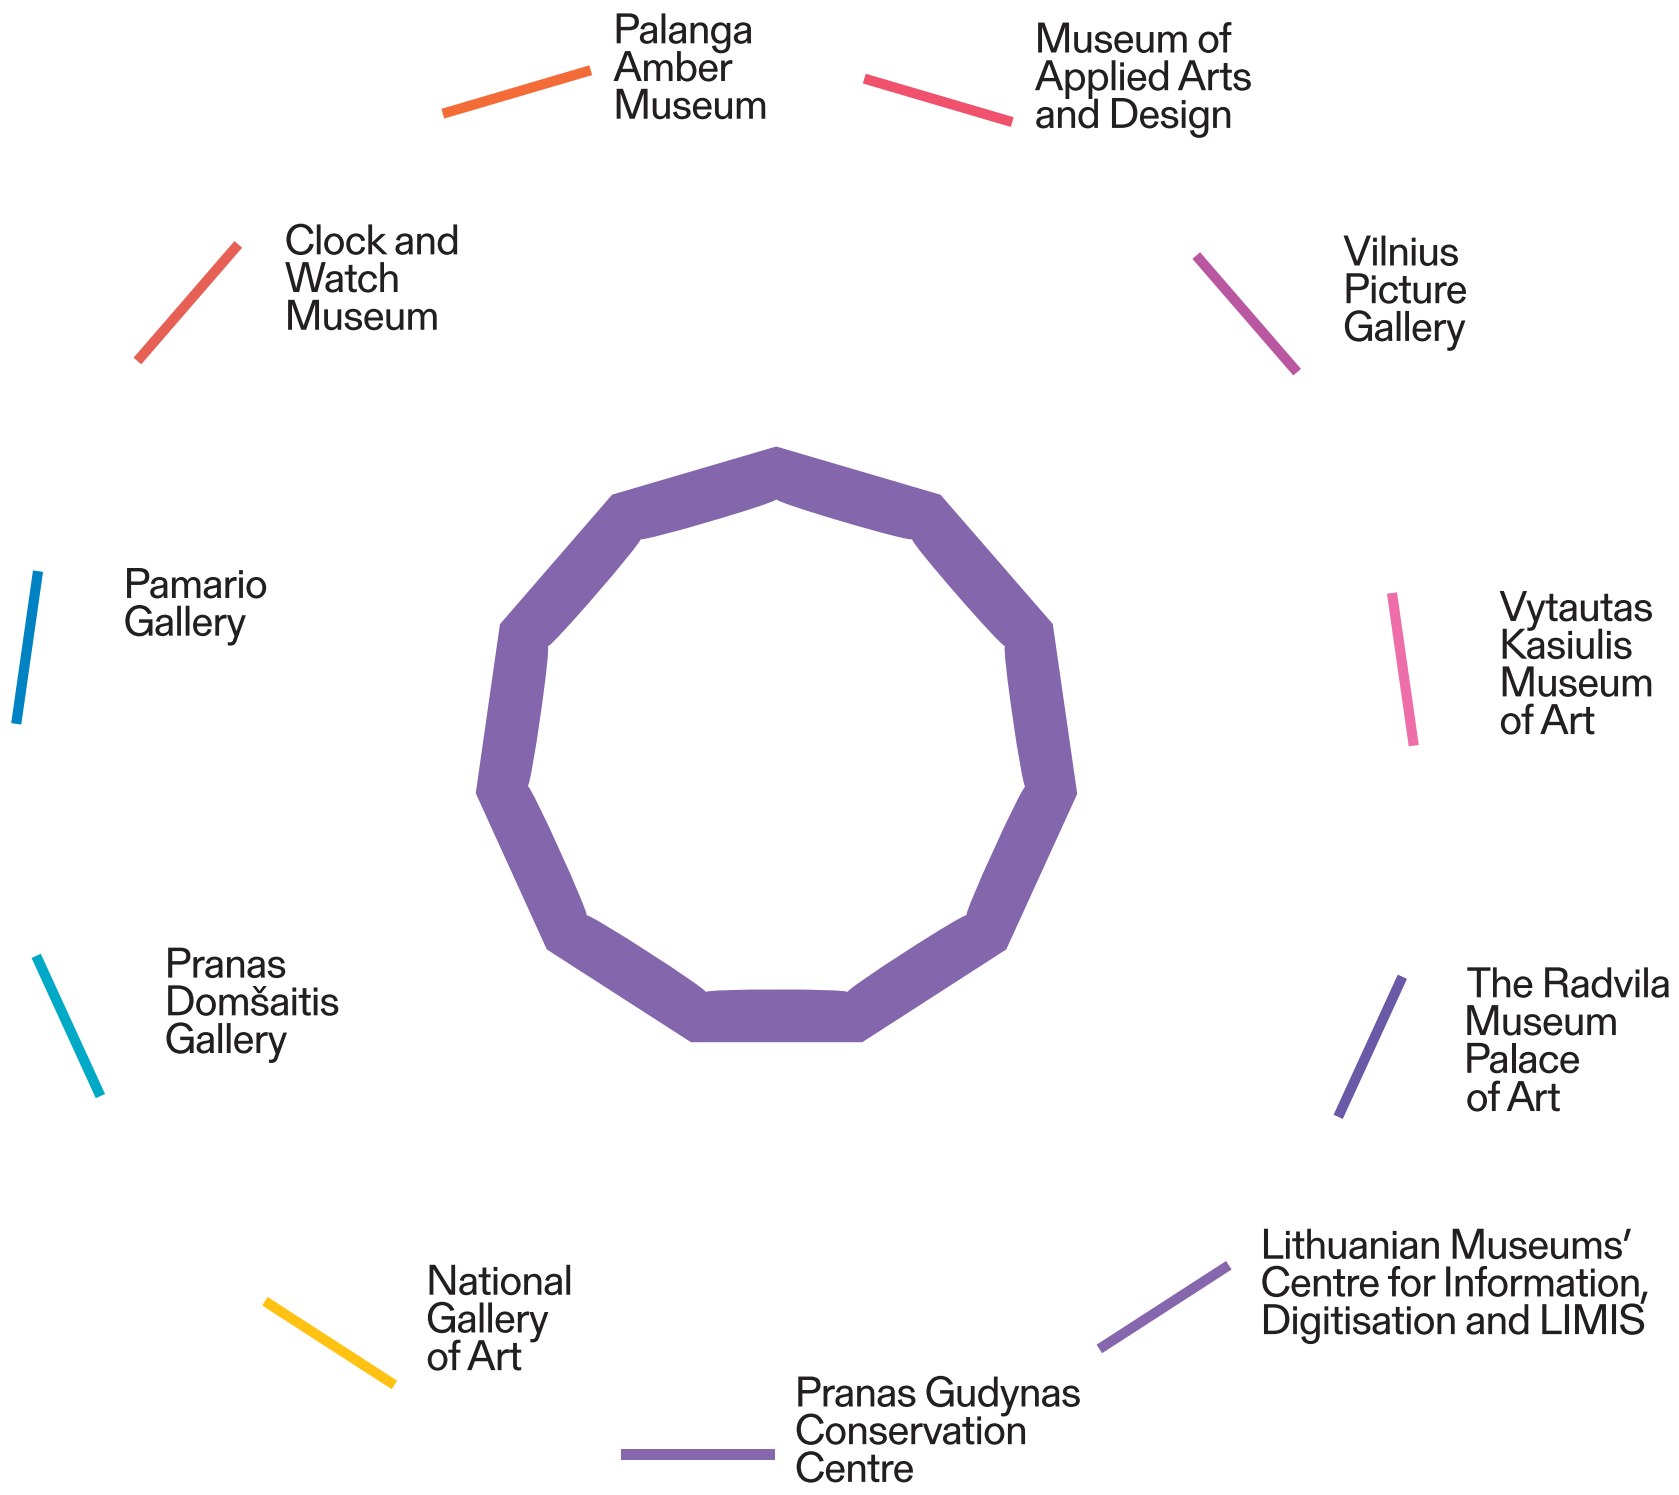 Palanga
Amber
Museum
Museum of
Applied Arts
and Design
Clock and
Watch
Museum
Vilnius
Picture
Gallery
Pamario
Gallery
Vytautas
Kasiulis
Museum
of Art
Pranas
Domšaitis
Gallery
The Radvila
Museum
Palace
of Art
National
Gallery
of Art
Lithuanian Museums’
Centre for Information,
Digitisation and LIMIS
Pranas Gudynas
Conservation
Centre